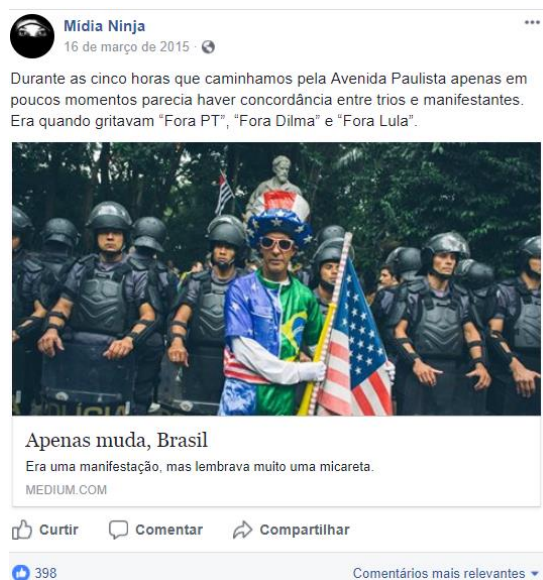 Mídia Ninja
16 de março de 2015 ·
Durante as cinco horas que caminhamos pela Avenida Paulista apenas em
poucos momentos parecia haver concordância entre trios e manifestantes.
Era quando gritavam “Fora PT”, “Fora Dilma” e “Fora Lula”.
POLÍCIA
Apenas muda, Brasil
Era uma manifestação, mas lembrava muito uma micareta.
MEDIUM.COM
Curtir Comentar Compartilhar
398 Comentários mais relevantes